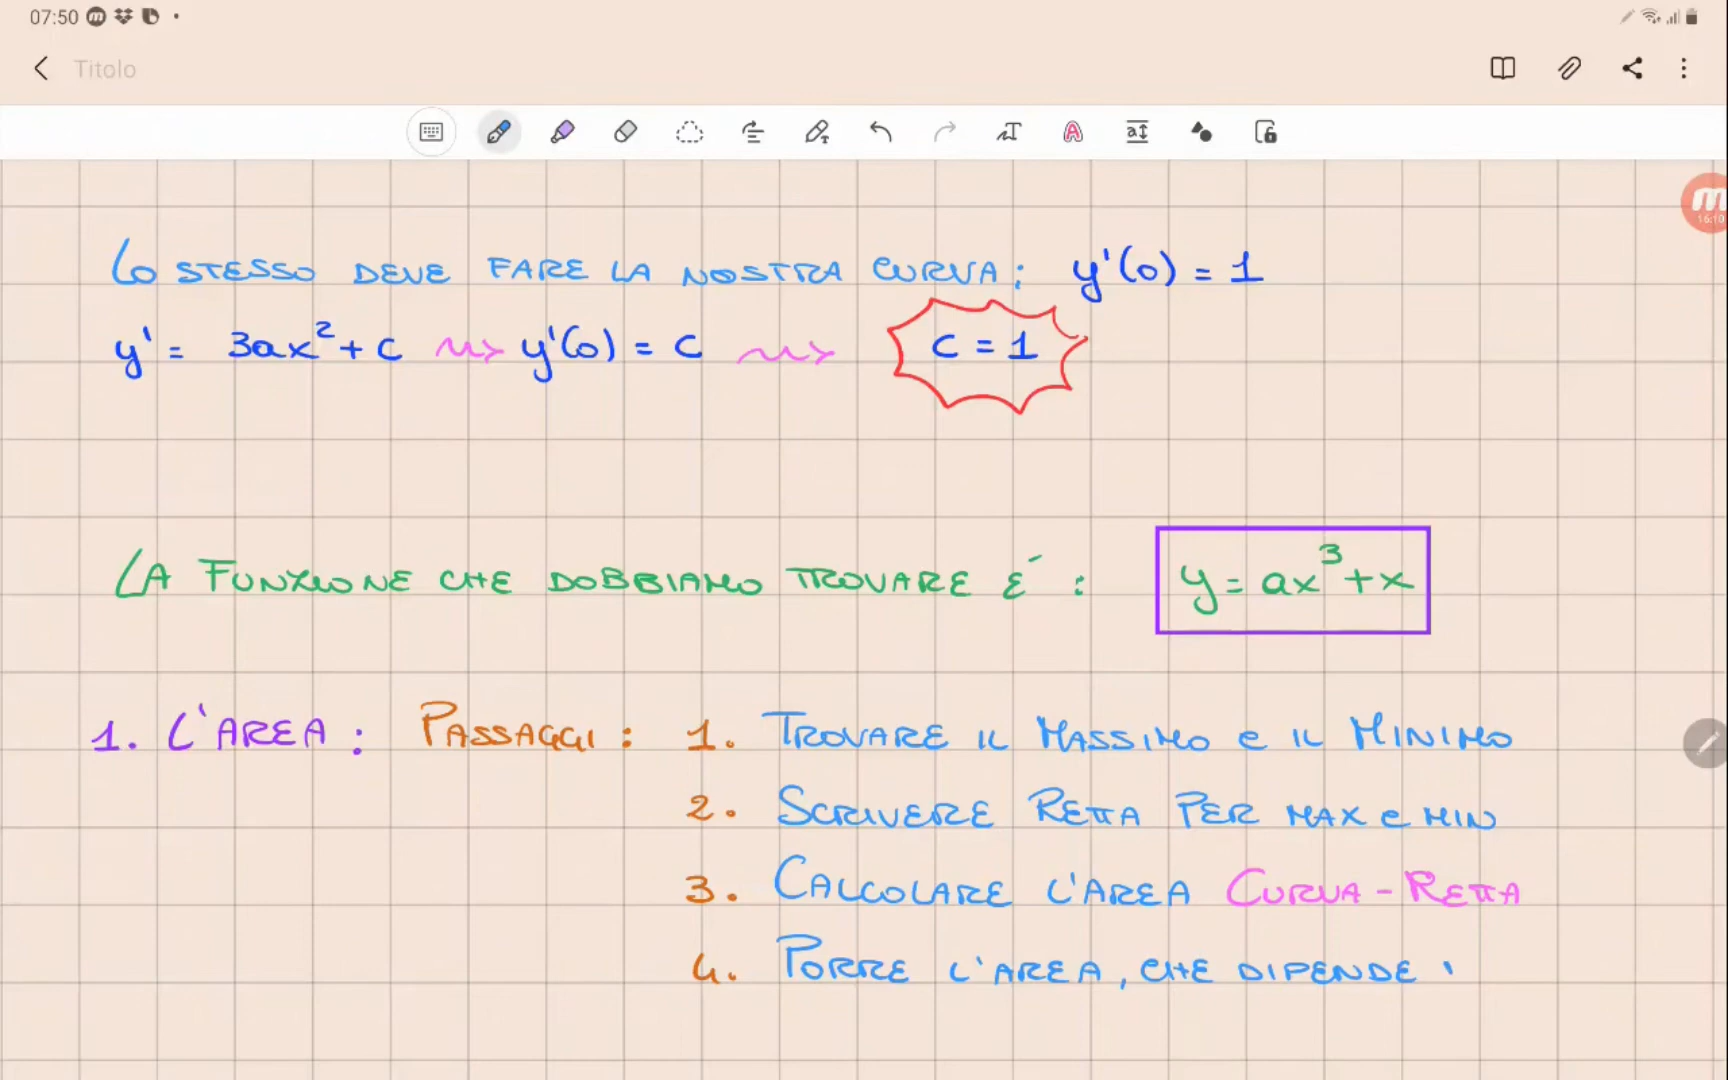 07:50
Titolo
16:10
LO STESSO DEVE FARE LA NOSTRA CURVA: y'(0) = 1
y' = 3ax²+c ⇝ y'(0) = c ⇝ c = 1
LA FUNZIONE CHE DOBBIAMO TROVARE E´ : y = ax³+x
1. L'AREA : PASSAGGI : 1. TROVARE IL MASSIMO e IL MINIMO
2. SCRIVERE RETTA PER MAX e MIN
3. CALCOLARE L'AREA CURVA - RETTA
4. PORRE L'AREA, CHE DIPENDE